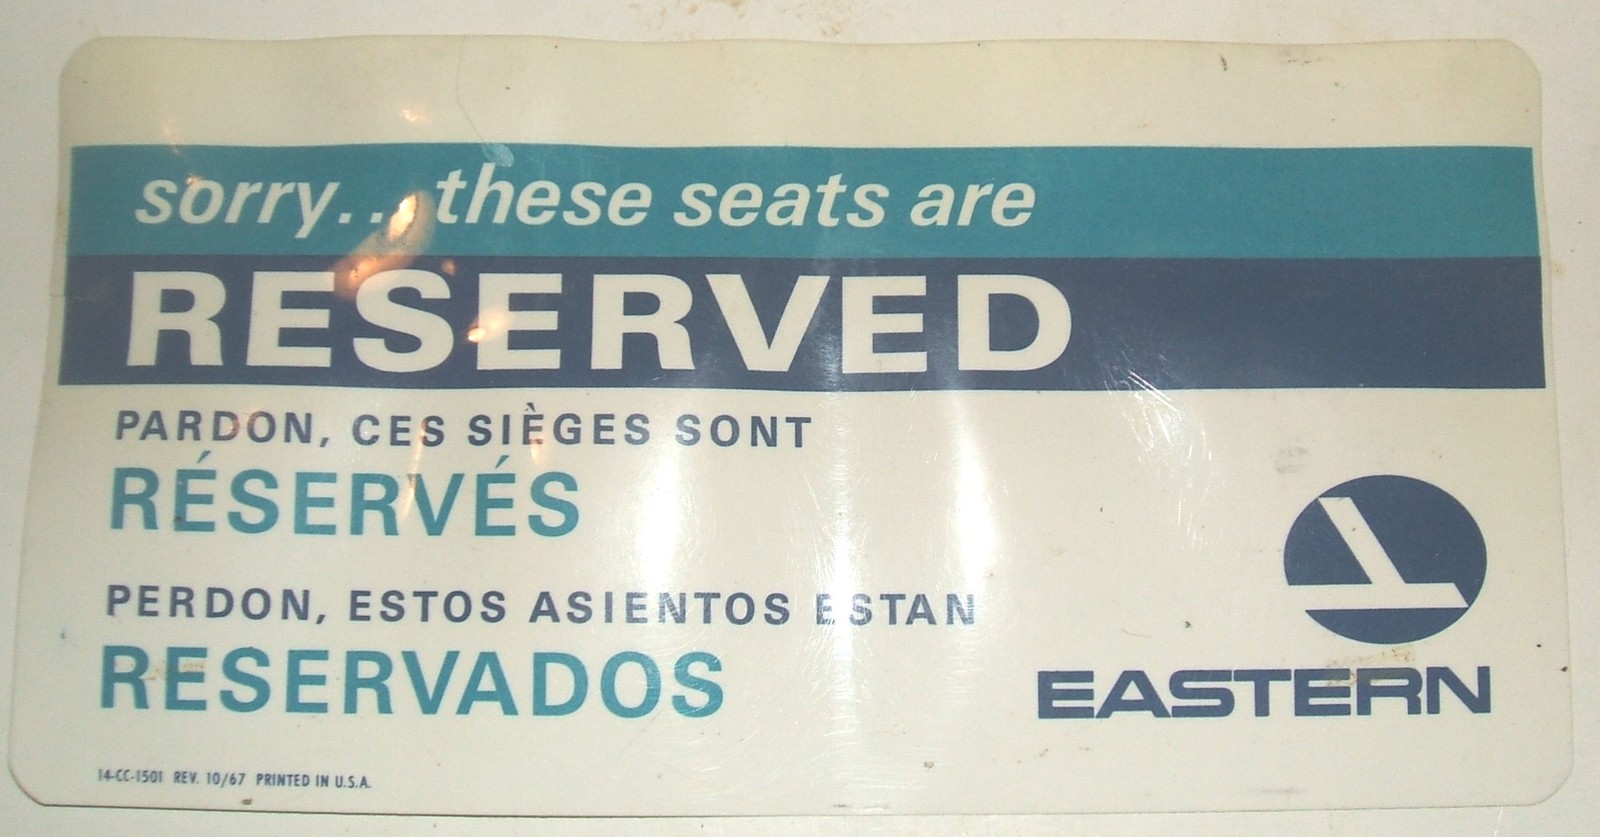 sorry... these seats are
RESERVED
PARDON, CES SIÈGES SONT
RÉSERVÉS
PERDON, ESTOS ASIENTOS ESTAN
RESERVADOS
EASTERN
14-CC-1501 REV. 10/67 PRINTED IN U.S.A.